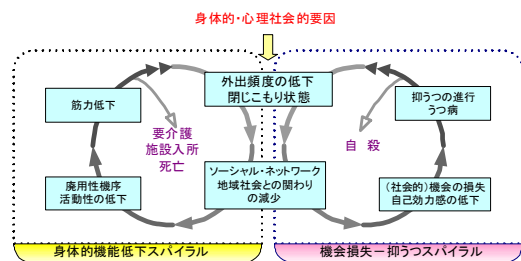 身体的・心理社会的要因
外出頻度の低下
閉じこもり状態
筋力低下
抑うつの進行
うつ病
要介護
施設入所
死亡
自 殺
廃用性機序
活動性の低下
ソーシャル・ネットワーク
地域社会との関わり
の減少
(社会的)機会の損失
自己効力感の低下
身体的機能低下スパイラル
機会損失－抑うつスパイラル